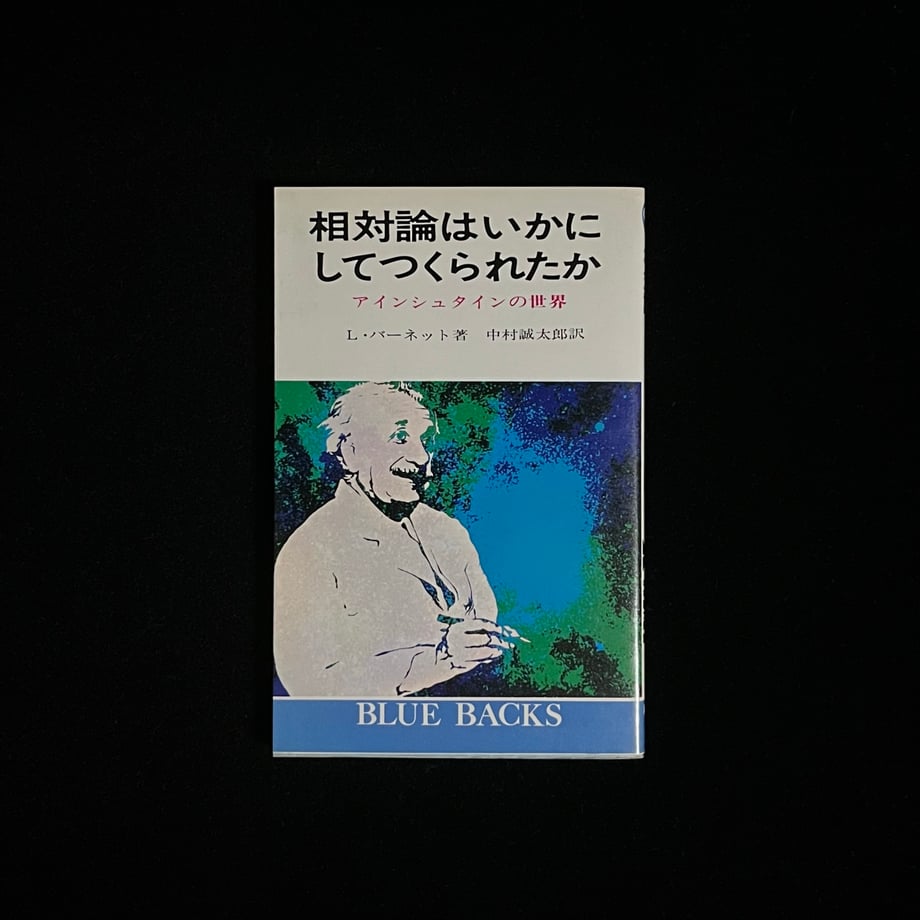 相対論はいかに
してつくられたか
アインシュタインの世界
L・バーネット著 中村誠太郎訳
BLUE BACKS